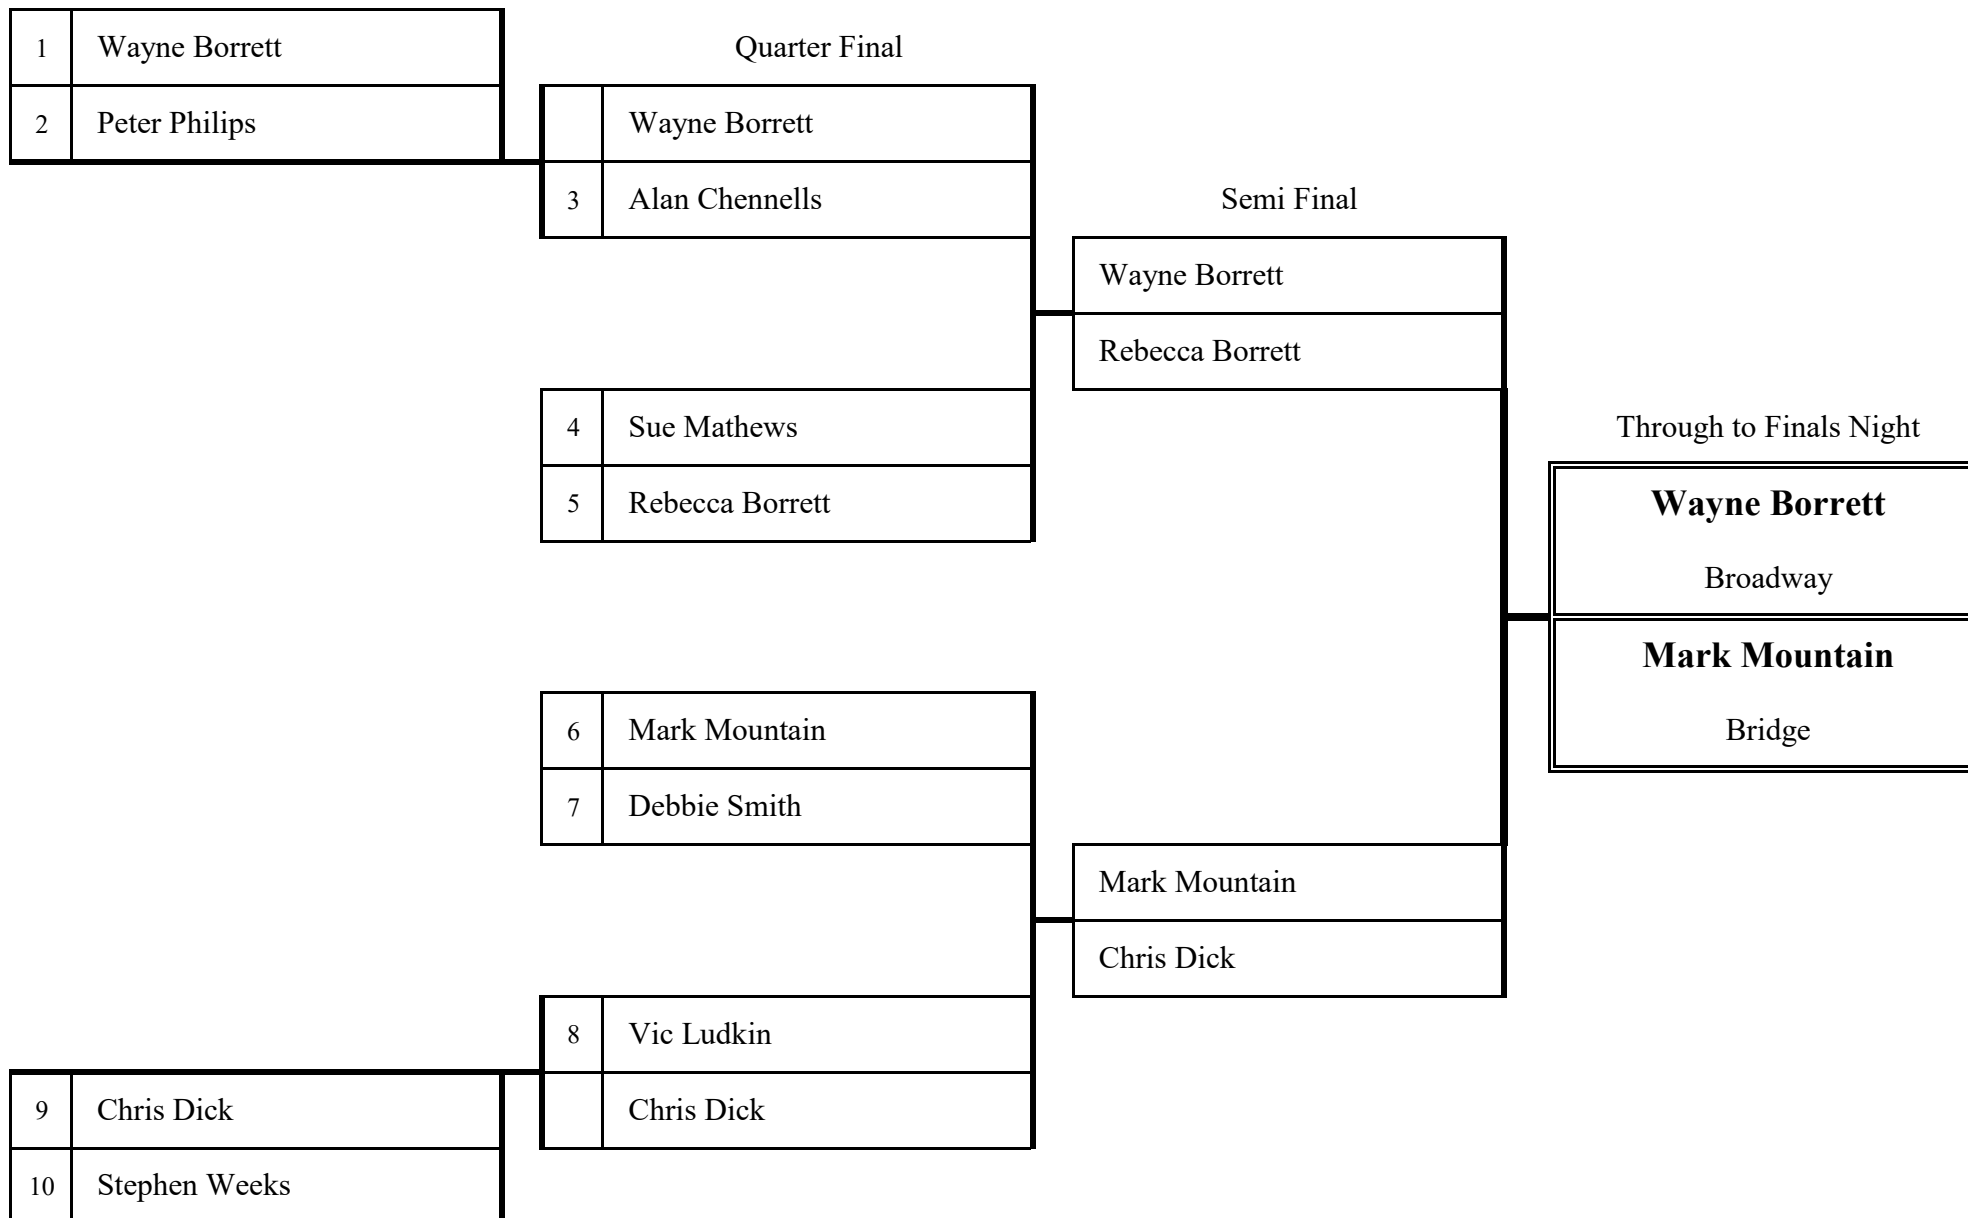 1 Wayne Borrett
2 Peter Philips
Quarter Final
Wayne Borrett
3 Alan Chennells
4 Sue Mathews
5 Rebecca Borrett
6 Mark Mountain
7 Debbie Smith
8 Vic Ludkin
Chris Dick
9 Chris Dick
10 Stephen Weeks
Semi Final
Wayne Borrett
Rebecca Borrett
Mark Mountain
Chris Dick
Through to Finals Night
Wayne Borrett
Broadway
Mark Mountain
Bridge